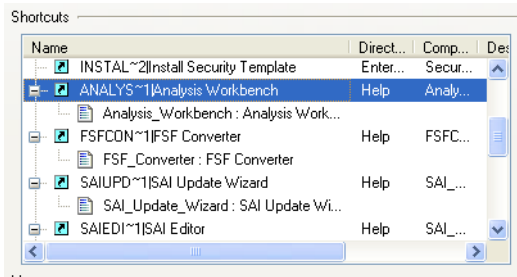 Shortcuts
Name Direct... Comp... Des
INSTAL~2|Install Security Template Enter... Secur...
ANALYS~1|Analysis Workbench Help Analy...
Analysis_Workbench : Analysis Work...
FSFCON~1|FSF Converter Help FSFC...
FSF_Converter : FSF Converter
SAIUPD~1|SAI Update Wizard Help SAI_...
SAI_Update_Wizard : SAI Update Wi...
SAIEDI~1|SAI Editor Help SAI_...